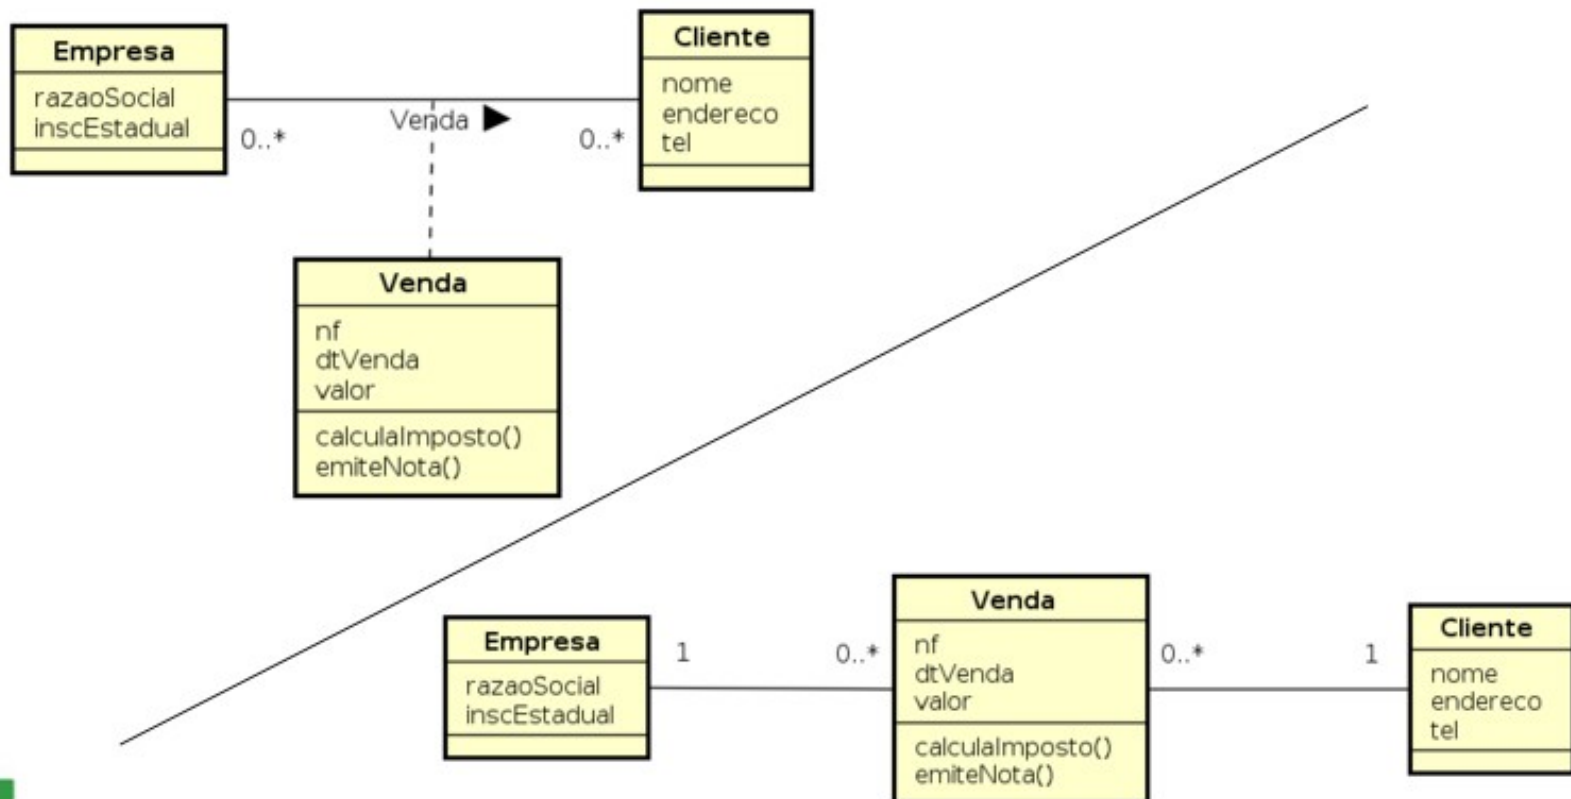 Empresa
razaoSocial
inscEstadual
0..*
Venda
0..*
Cliente
nome
endereco
tel
Venda
nf
dtVenda
valor
calculaImposto()
emiteNota()
Empresa
razaoSocial
inscEstadual
1
0..*
Venda
nf
dtVenda
valor
calculaImposto()
emiteNota()
0..*
1
Cliente
nome
endereco
tel